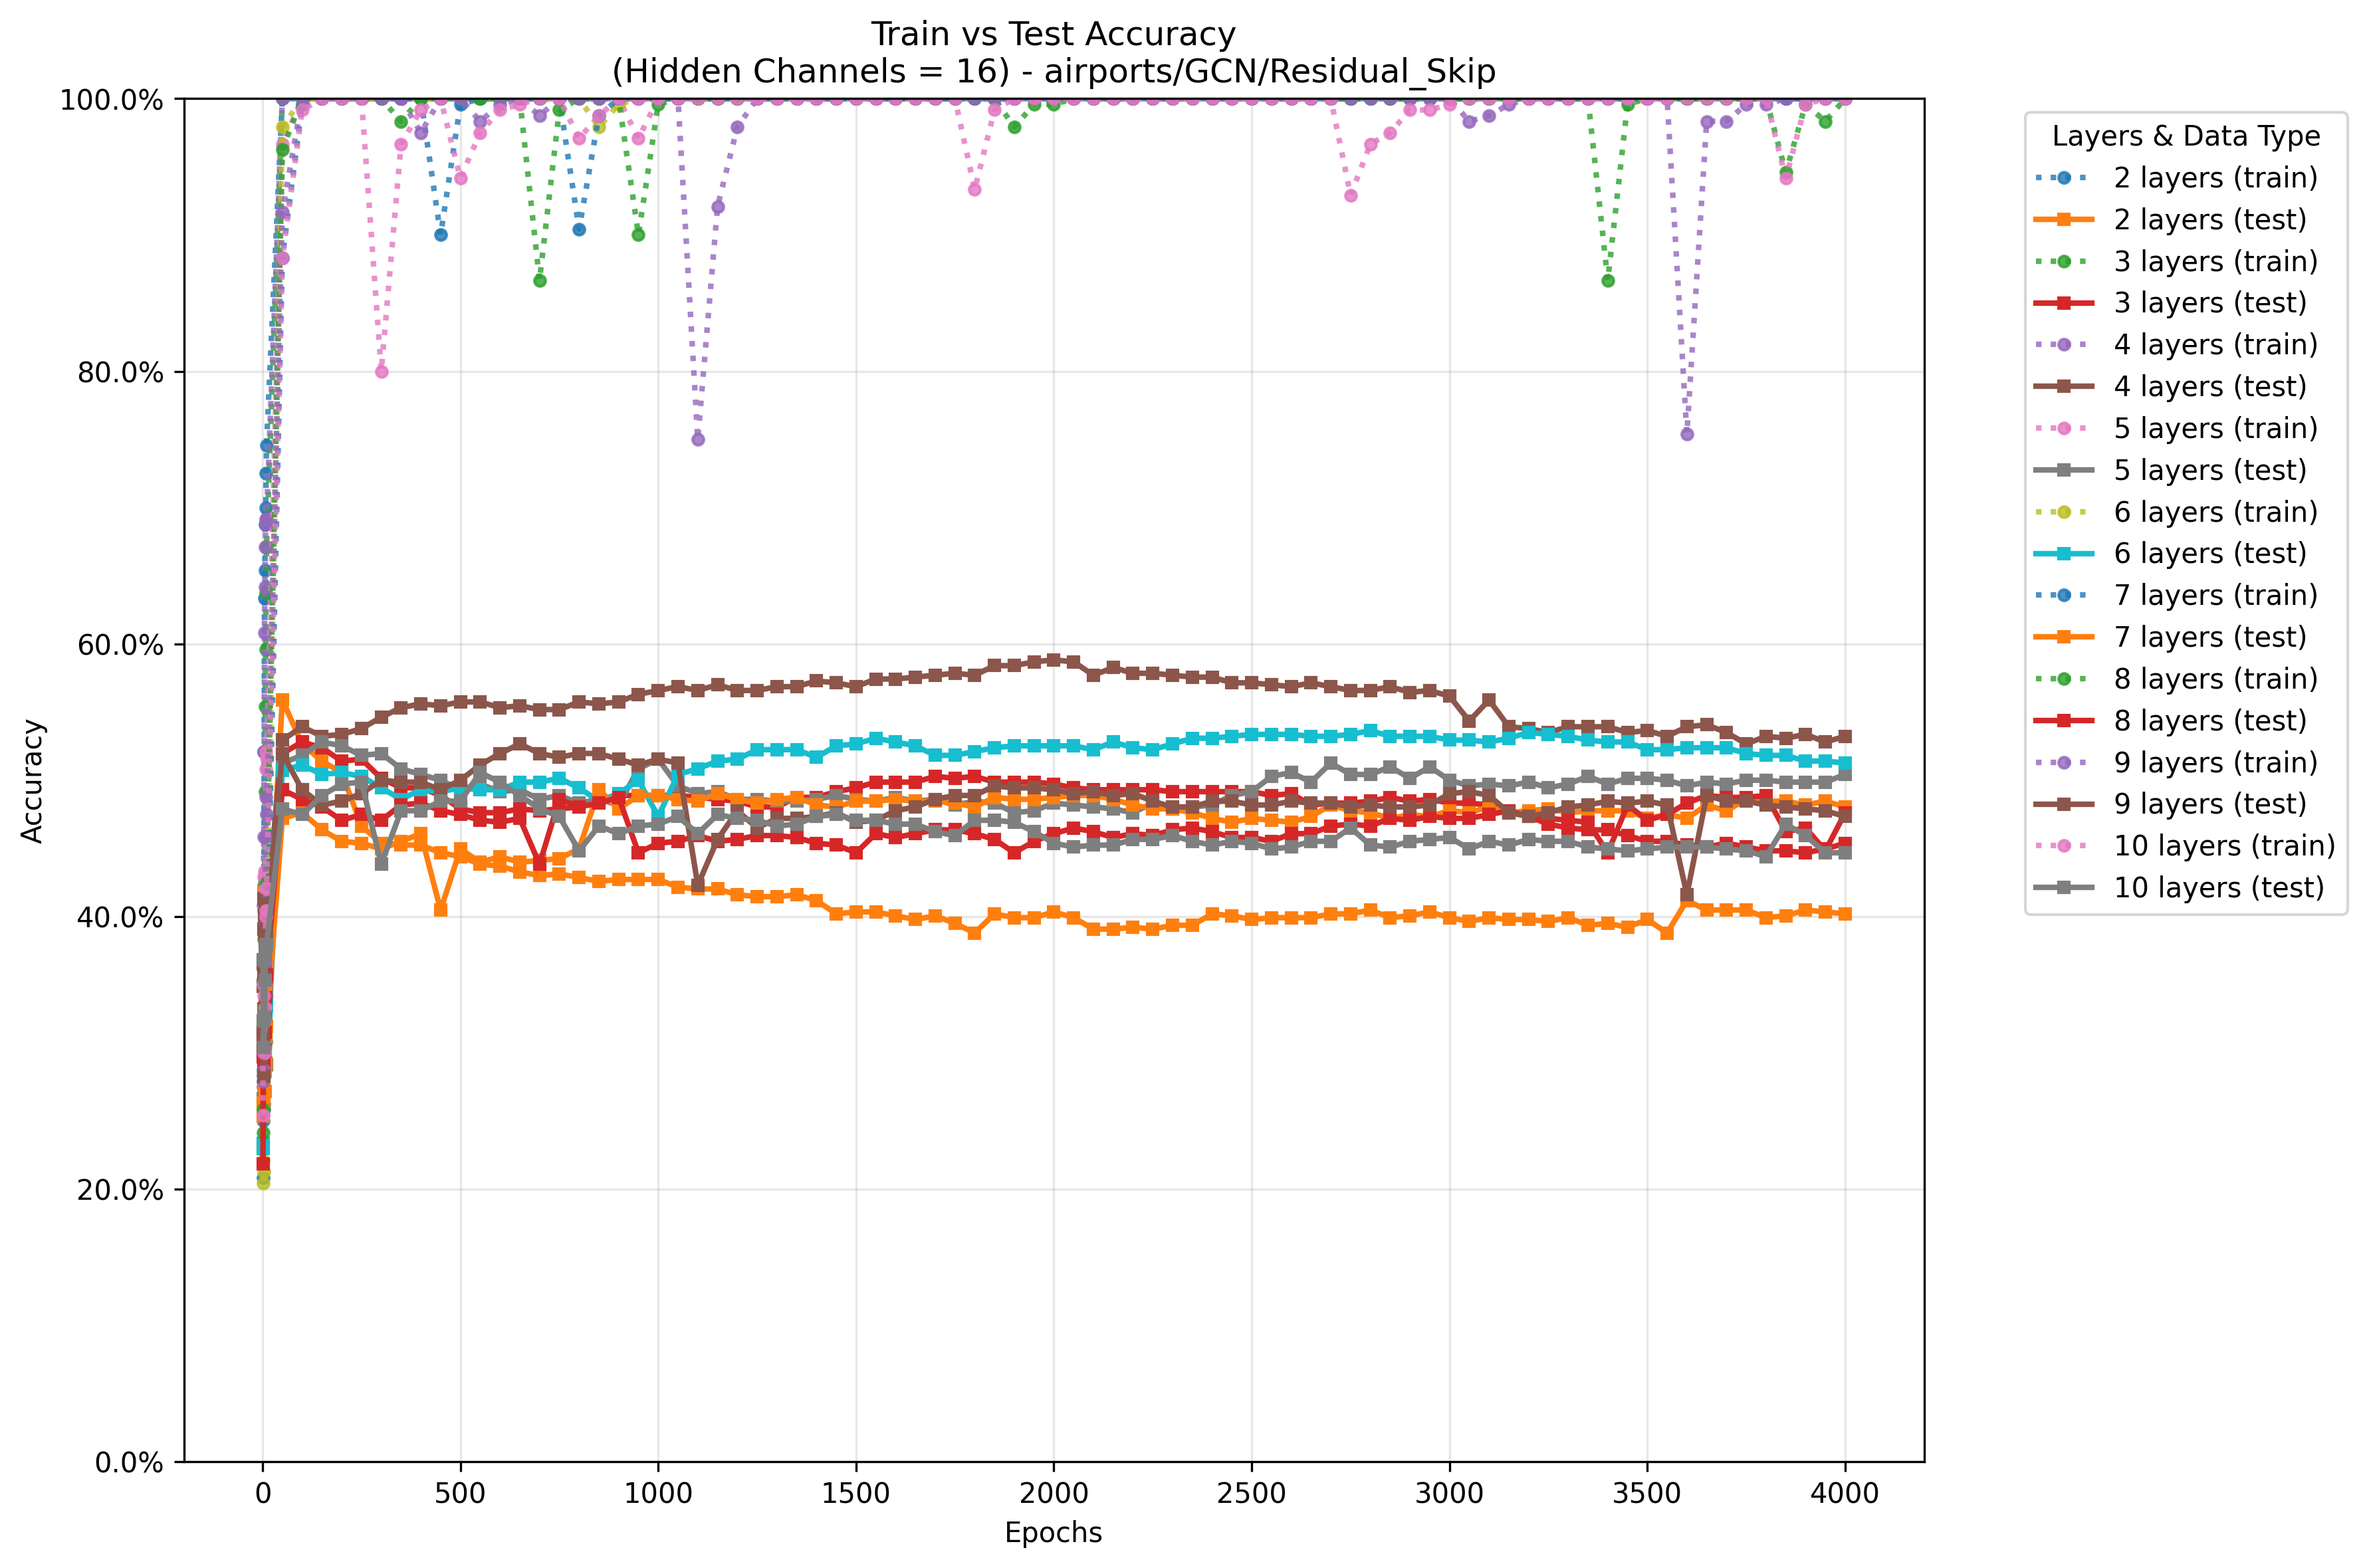 Train vs Test Accuracy
(Hidden Channels = 16) - airports/GCN/Residual_Skip
100.0%
80.0%
60.0%
40.0%
20.0%
0.0%
Accuracy
0
500
1000
1500
2000
2500
3000
3500
4000
Epochs
Layers & Data Type
2 layers (train)
2 layers (test)
3 layers (train)
3 layers (test)
4 layers (train)
4 layers (test)
5 layers (train)
5 layers (test)
6 layers (train)
6 layers (test)
7 layers (train)
7 layers (test)
8 layers (train)
8 layers (test)
9 layers (train)
9 layers (test)
10 layers (train)
10 layers (test)